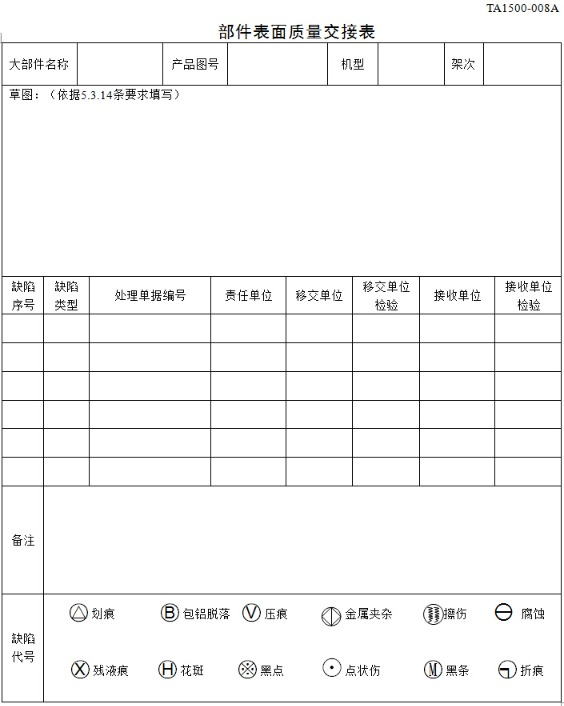 TA1500-008A
部件表面质量交接表
大部件名称 产品图号 机型 架次
草图：（依据5.3.14条要求填写）
缺陷序号 缺陷类型 处理单据编号 责任单位 移交单位 移交单位检验 接收单位 接收单位检验
备注
缺陷代号
划痕 B 包铝脱落 V 压痕 金属夹杂 擦伤 腐蚀
X 残液痕 H 花斑 黑点 点状伤 M 黑条 折痕